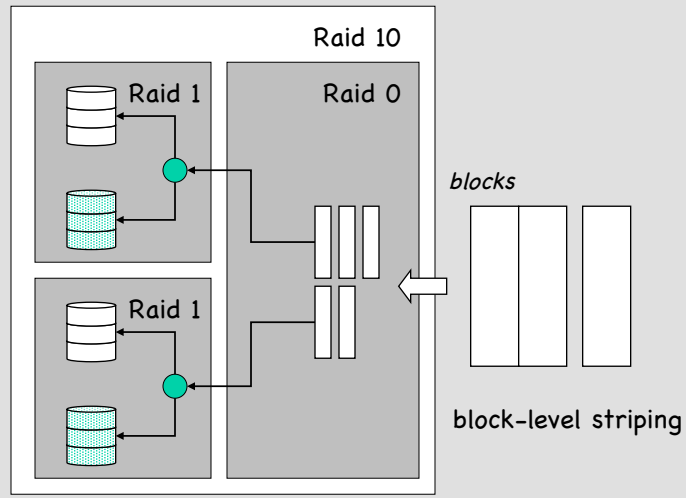 Raid 10
Raid 1
Raid 0
blocks
Raid 1
block-level striping